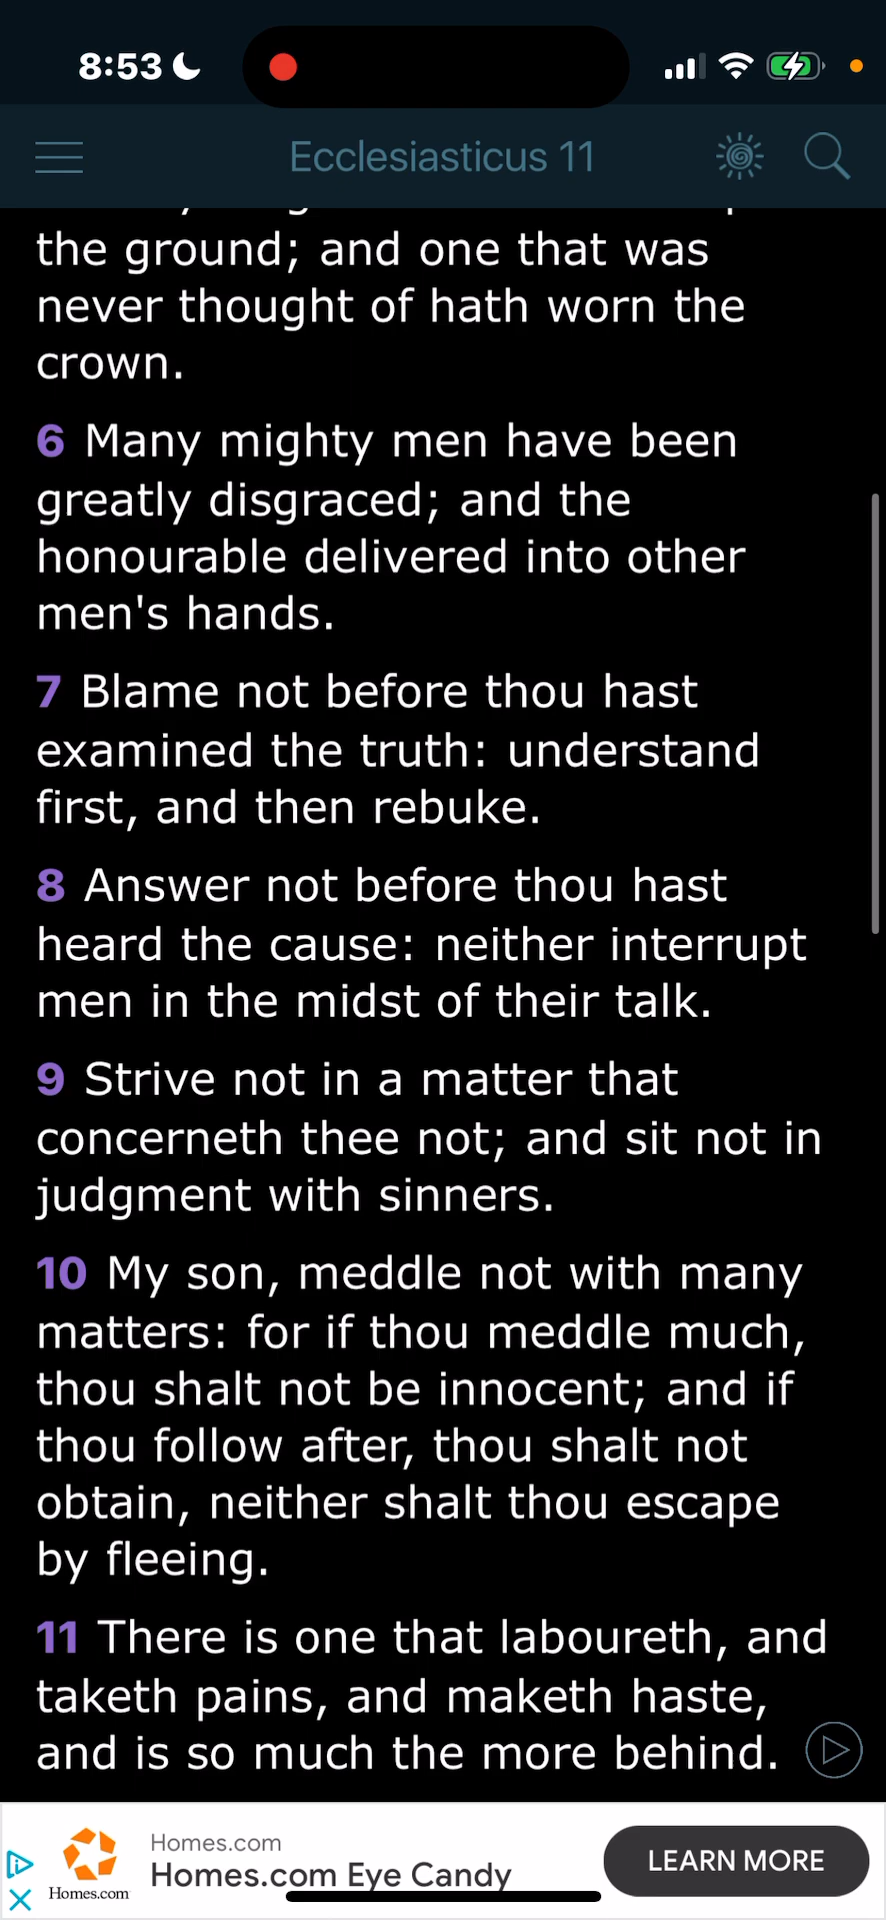 8:53
Ecclesiasticus 11
the ground; and one that was
never thought of hath worn the
crown.
6 Many mighty men have been
greatly disgraced; and the
honourable delivered into other
men's hands.
7 Blame not before thou hast
examined the truth: understand
first, and then rebuke.
8 Answer not before thou hast
heard the cause: neither interrupt
men in the midst of their talk.
9 Strive not in a matter that
concerneth thee not; and sit not in
judgment with sinners.
10 My son, meddle not with many
matters: for if thou meddle much,
thou shalt not be innocent; and if
thou follow after, thou shalt not
obtain, neither shalt thou escape
by fleeing.
11 There is one that laboureth, and
taketh pains, and maketh haste,
and is so much the more behind.
Homes.com
Homes.com
Homes.com Eye Candy
LEARN MORE